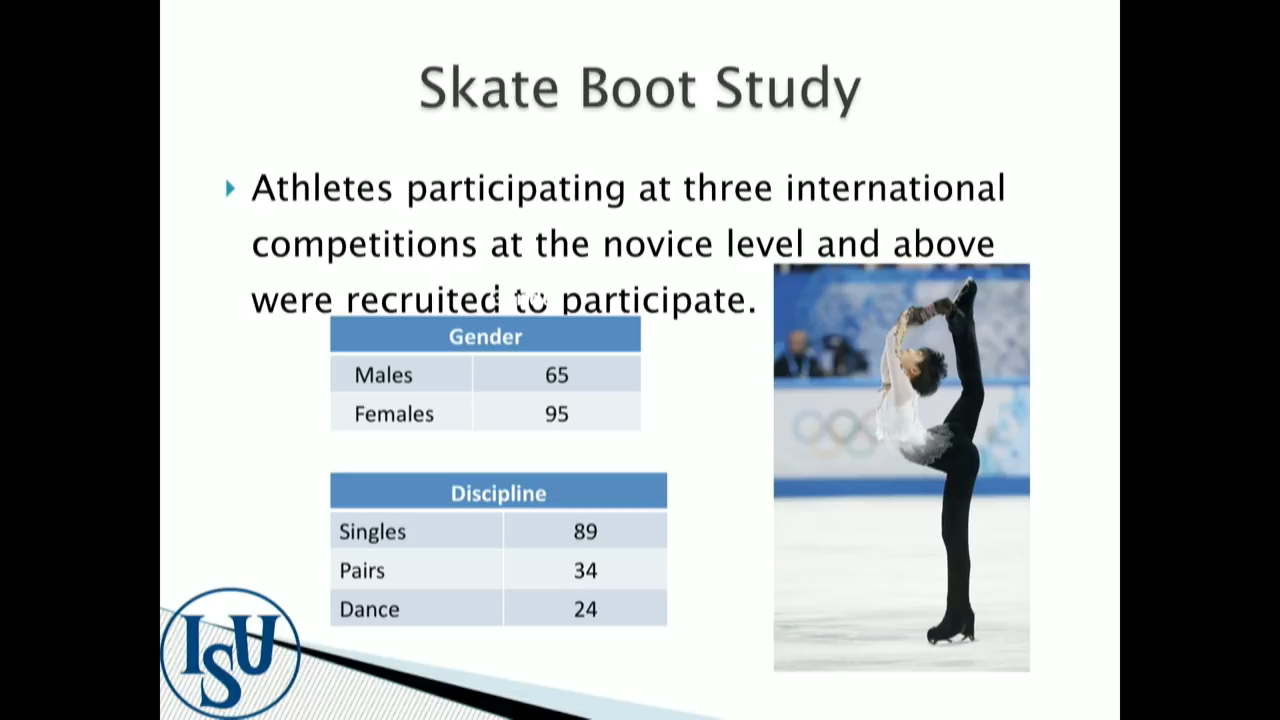 Skate Boot Study
Athletes participating at three international
competitions at the novice level and above
were recruited to participate.
Gender
Males 65
Females 95
Discipline
Singles 89
Pairs 34
Dance 24
ISU